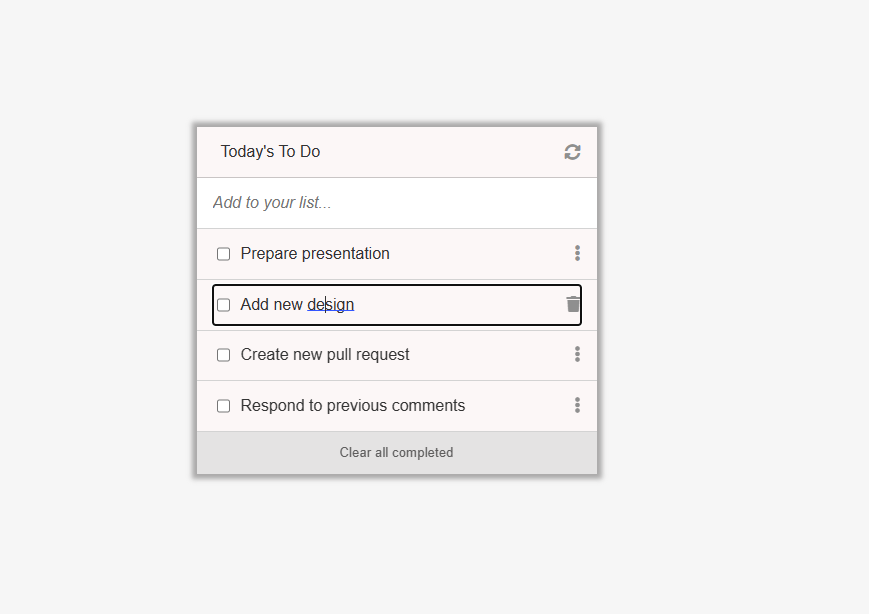 Today's To Do
Add to your list...
Prepare presentation
Add new design
Create new pull request
Respond to previous comments
Clear all completed